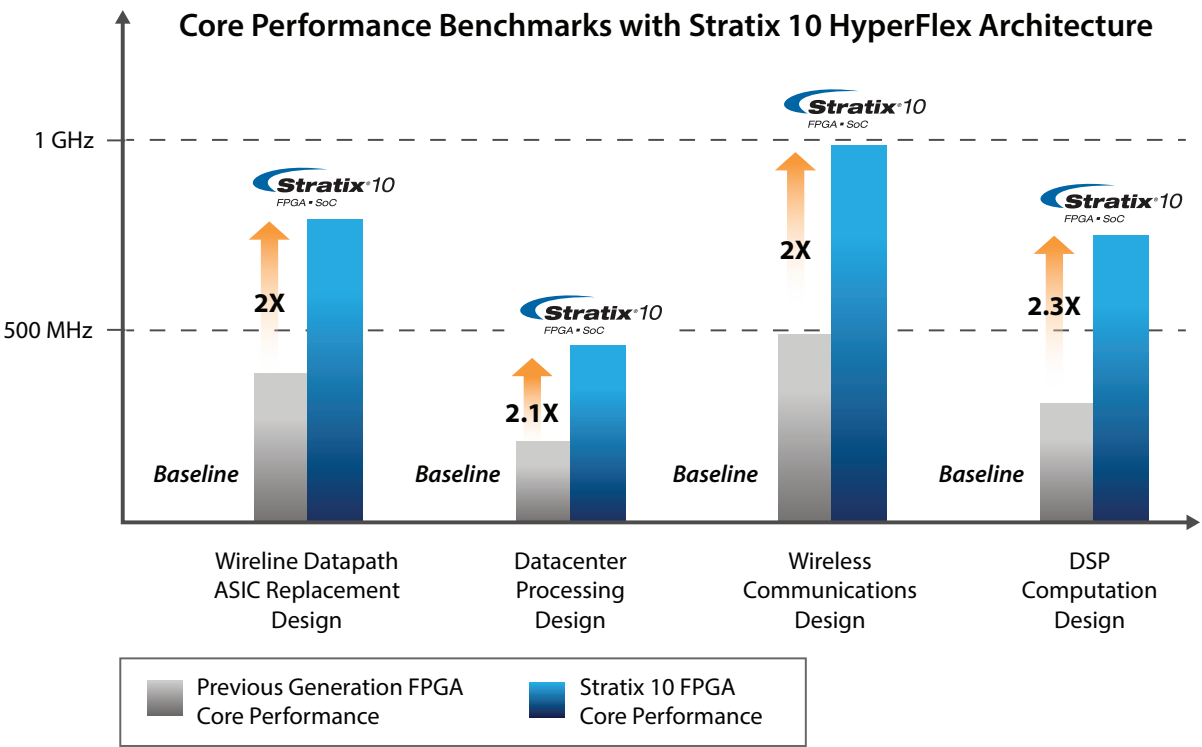 Core Performance Benchmarks with Stratix 10 HyperFlex Architecture
1 GHz
500 MHz
Stratix® 10
FPGA ▪ SoC
2X
Baseline
Stratix® 10
FPGA ▪ SoC
2.1X
Baseline
Stratix® 10
FPGA ▪ SoC
2X
Baseline
Stratix® 10
FPGA ▪ SoC
2.3X
Baseline
Wireline Datapath
ASIC Replacement
Design
Datacenter
Processing
Design
Wireless
Communications
Design
DSP
Computation
Design
Previous Generation FPGA
Core Performance
Stratix 10 FPGA
Core Performance